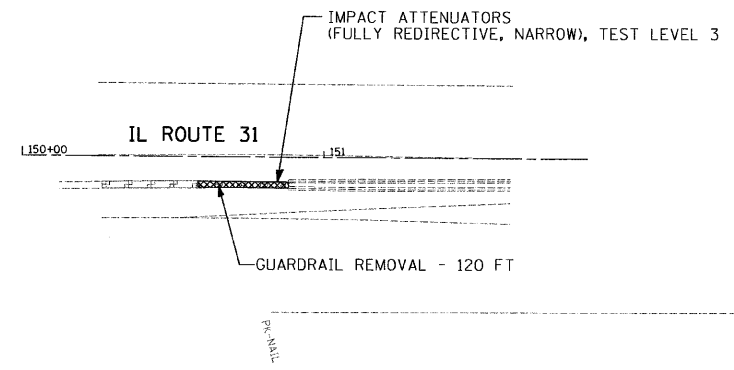 IMPACT ATTENUATORS
(FULLY REDIRECTIVE, NARROW), TEST LEVEL 3
IL ROUTE 31
150+00
151
GUARDRAIL REMOVAL - 120 FT
PK-NAIL